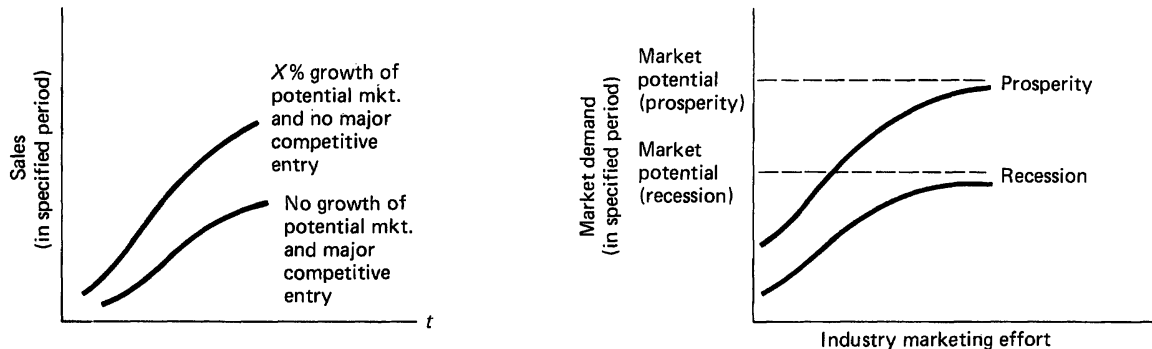 Sales
(in specified period)
X% growth of
potential mkt.
and no major
competitive
entry
No growth of
potential mkt.
and major
competitive
entry
t
Market demand
(in specified period)
Market
potential
(prosperity)
Prosperity
Market
potential
(recession)
Recession
Industry marketing effort